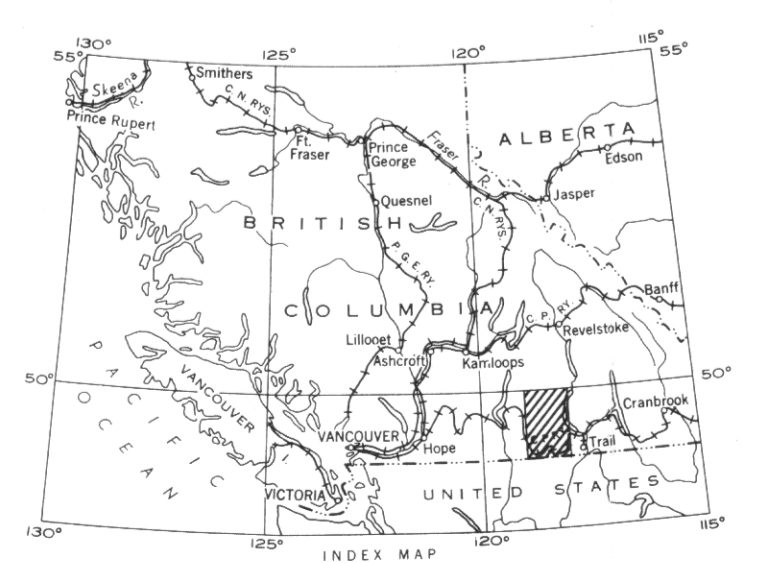 130°
125°
120°
115°
55°
55°
Smithers
Skeena
R.
C. N. RYS.
Prince Rupert
Ft.
Fraser
Prince
George
Fraser
R.
ALBERTA
Edson
Jasper
Quesnel
C. N. RYS.
BRITISH
P. G. E. RY.
COLUMBIA
Banff
C. P. RY.
Revelstoke
Lillooet
Ashcroft
Kamloops
PACIFIC
OCEAN
VANCOUVER
50°
50°
Cranbrook
VANCOUVER
Hope
Trail
VICTORIA
UNITED STATES
130°
125°
120°
115°
INDEX MAP